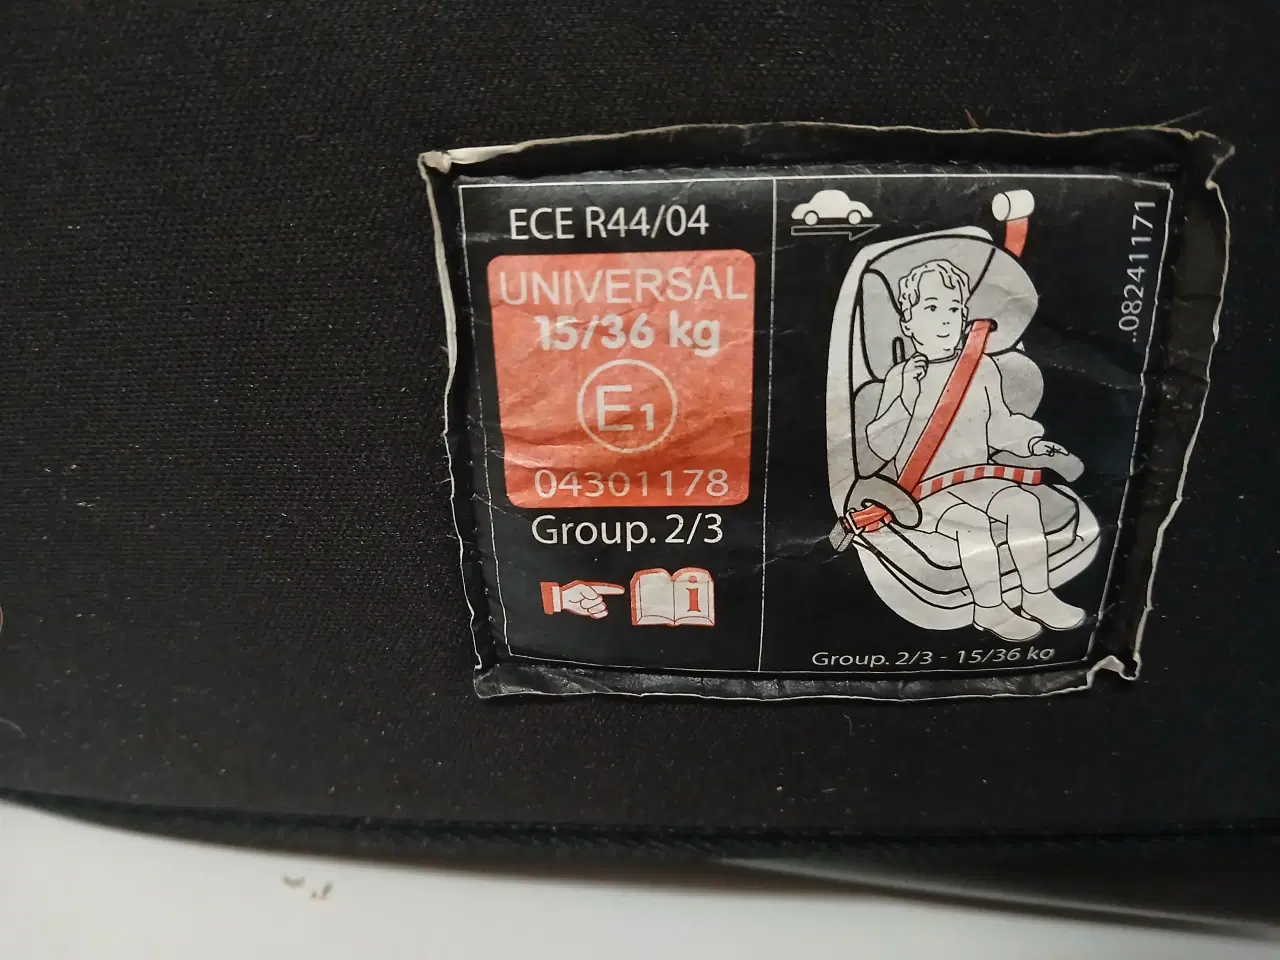 ECE R44/04
UNIVERSAL
15/36 kg
E1
04301178
Group. 2/3
i
..08241171
Group. 2/3 - 15/36 kg